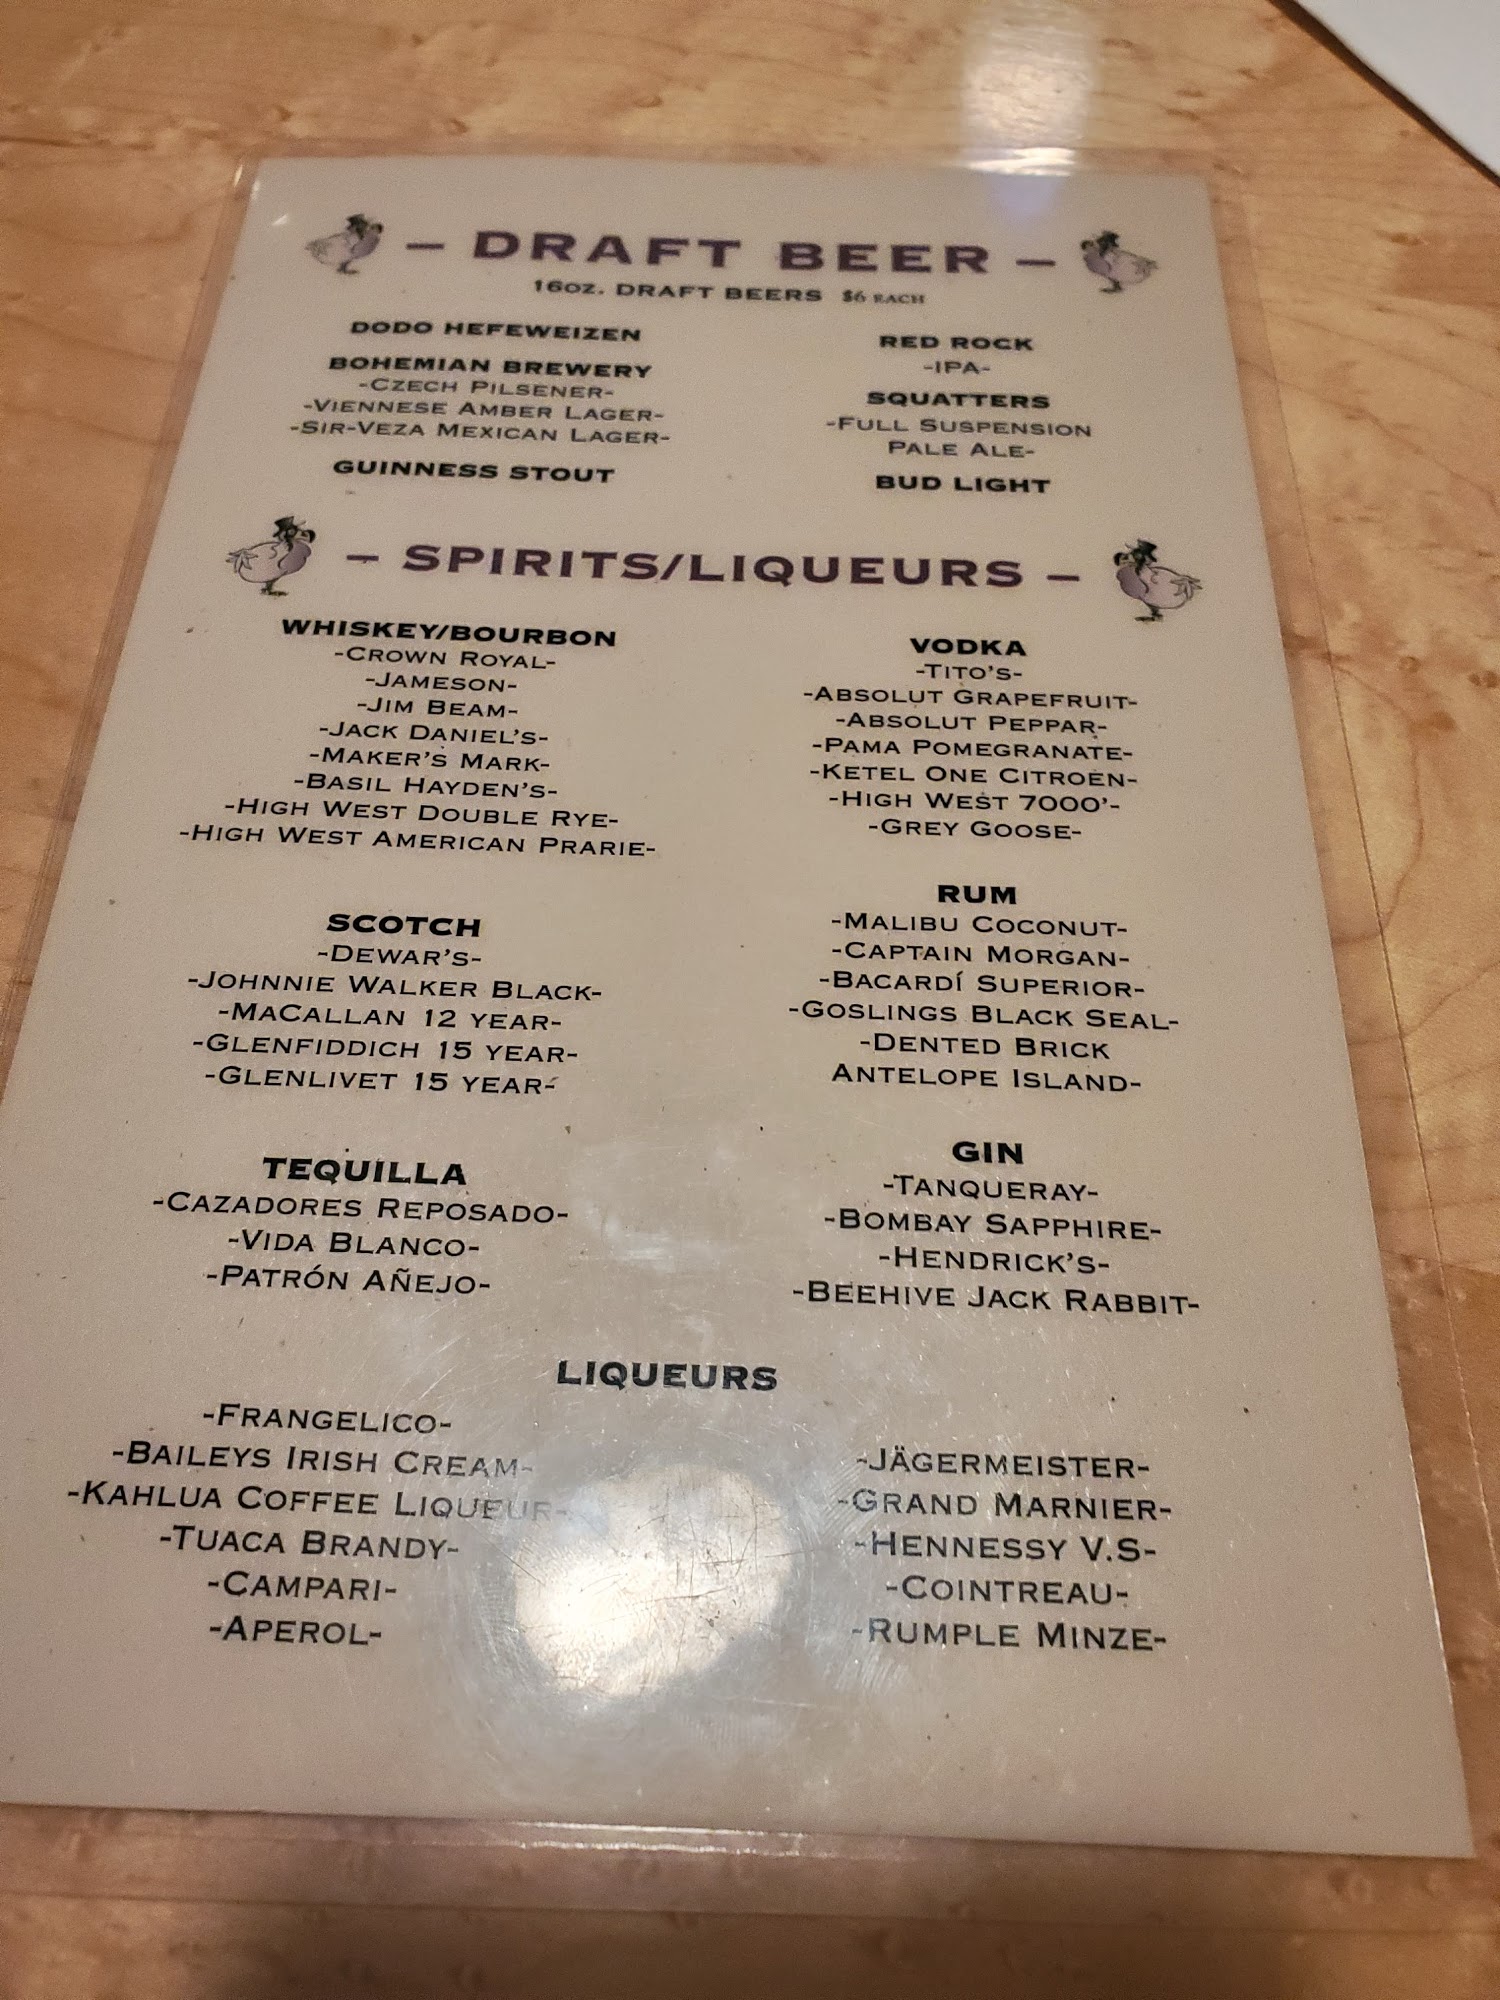 - DRAFT BEER -
16OZ. DRAFT BEERS $6 EACH
DODO HEFEWEIZEN
BOHEMIAN BREWERY
-CZECH PILSENER-
-VIENNESE AMBER LAGER-
-SIR-VEZA MEXICAN LAGER-
GUINNESS STOUT
RED ROCK
-IPA-
SQUATTERS
-FULL SUSPENSION
PALE ALE-
BUD LIGHT
- SPIRITS/LIQUEURS -
WHISKEY/BOURBON
-CROWN ROYAL-
-JAMESON-
-JIM BEAM-
-JACK DANIEL'S-
-MAKER'S MARK-
-BASIL HAYDEN'S-
-HIGH WEST DOUBLE RYE-
-HIGH WEST AMERICAN PRARIE-
SCOTCH
-DEWAR'S-
-JOHNNIE WALKER BLACK-
-MACALLAN 12 YEAR-
-GLENFIDDICH 15 YEAR-
-GLENLIVET 15 YEAR-
TEQUILLA
-CAZADORES REPOSADO-
-VIDA BLANCO-
-PATRÓN AÑEJO-
VODKA
-TITO'S-
-ABSOLUT GRAPEFRUIT-
-ABSOLUT PEPPAR-
-PAMA POMEGRANATE-
-KETEL ONE CITROEN-
-HIGH WEST 7000'-
-GREY GOOSE-
RUM
-MALIBU COCONUT-
-CAPTAIN MORGAN-
-BACARDÍ SUPERIOR-
-GOSLINGS BLACK SEAL-
-DENTED BRICK
ANTELOPE ISLAND-
GIN
-TANQUERAY-
-BOMBAY SAPPHIRE-
-HENDRICK'S-
-BEEHIVE JACK RABBIT-
LIQUEURS
-FRANGELICO-
-BAILEYS IRISH CREAM-
-KAHLUA COFFEE LIQUEUR-
-TUACA BRANDY-
-CAMPARI-
-APEROL-
-JÄGERMEISTER-
-GRAND MARNIER-
-HENNESSY V.S-
-COINTREAU-
-RUMPLE MINZE-